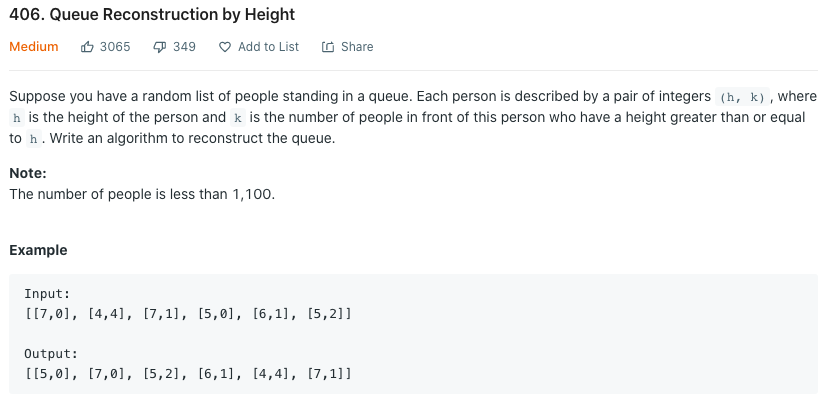 406. Queue Reconstruction by Height
Medium 3065 349 Add to List Share
Suppose you have a random list of people standing in a queue. Each person is described by a pair of integers (h, k), where
h is the height of the person and k is the number of people in front of this person who have a height greater than or equal
to h. Write an algorithm to reconstruct the queue.
Note:
The number of people is less than 1,100.
Example
Input:
[[7,0], [4,4], [7,1], [5,0], [6,1], [5,2]]
Output:
[[5,0], [7,0], [5,2], [6,1], [4,4], [7,1]]